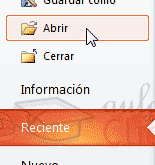 Guardar como
Abrir
Cerrar
Información
Reciente
Nuevo